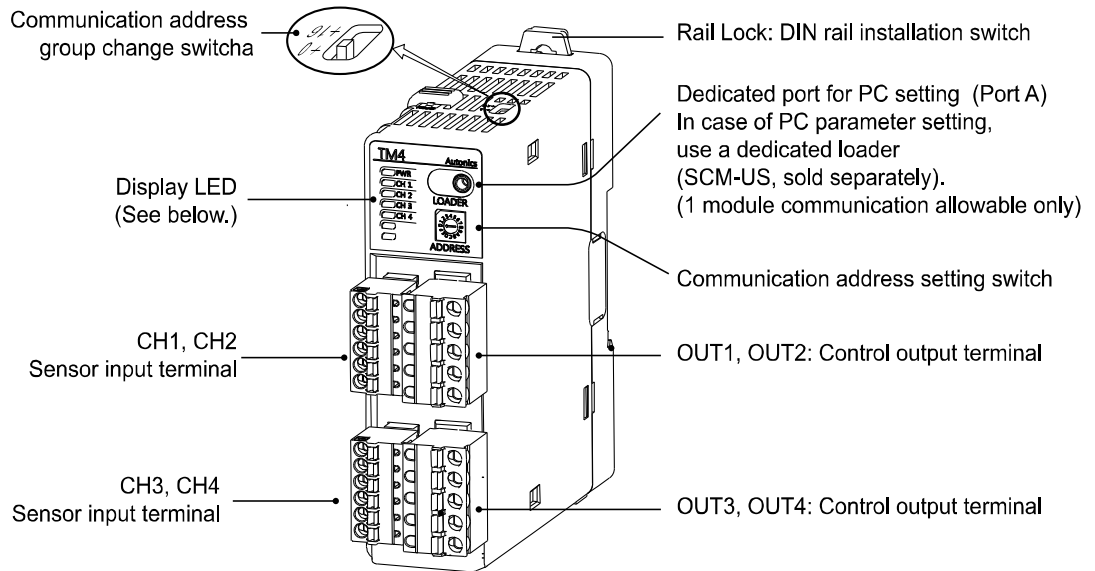 Communication address
group change switcha
+16
+0
Rail Lock: DIN rail installation switch
Dedicated port for PC setting (Port A)
In case of PC parameter setting,
use a dedicated loader
(SCM-US, sold separately).
(1 module communication allowable only)
TM4
Autonics
PWR
CH 1
CH 2
CH 3
CH 4
LOADER
ADDRESS
Display LED
(See below.)
Communication address setting switch
CH1, CH2
Sensor input terminal
OUT1, OUT2: Control output terminal
CH3, CH4
Sensor input terminal
OUT3, OUT4: Control output terminal